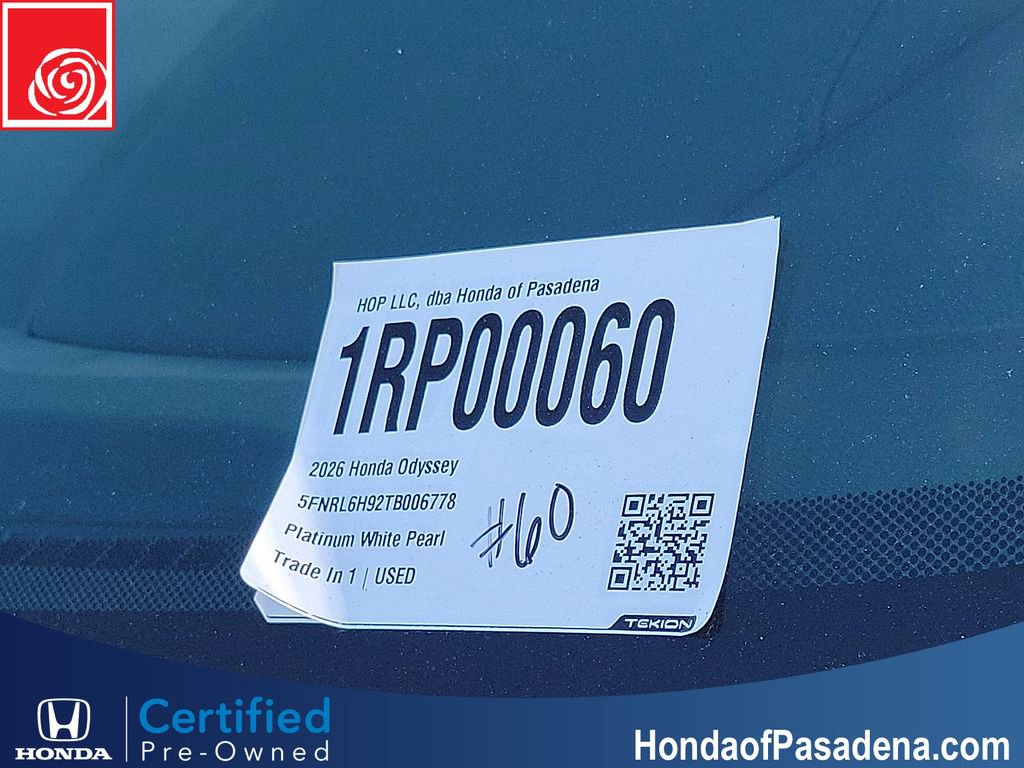 HOP LLC, dba Honda of Pasadena
1RP00060
2026 Honda Odyssey
5FNRL6H92TB006778
Platinum White Pearl
#60
Trade In 1 | USED
TEKION
HONDA
Certified
Pre-Owned
HondaofPasadena.com